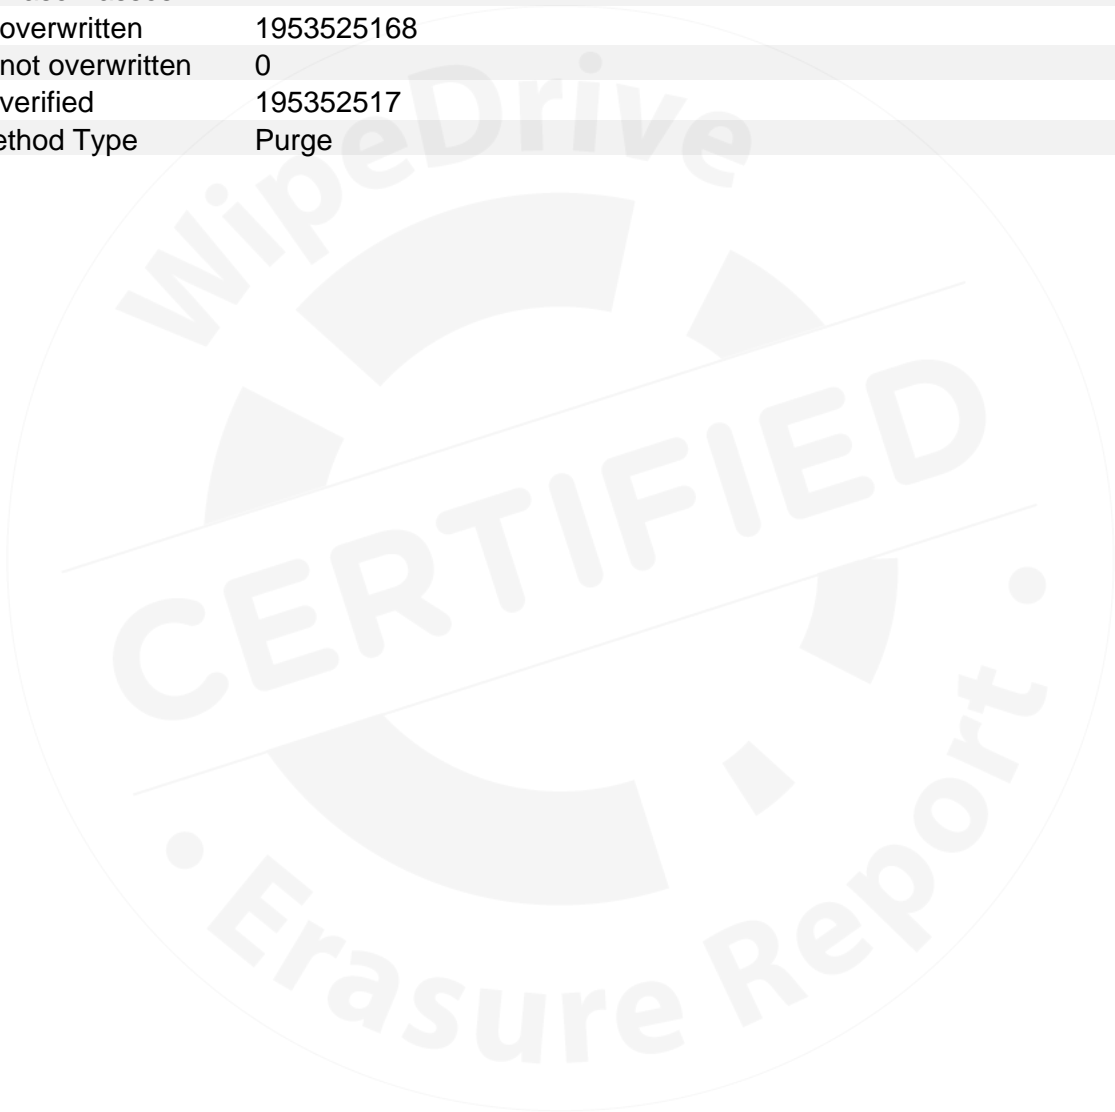 overwritten 1953525168
not overwritten 0
verified 195352517
ethod Type Purge
WipeDrive
CERTIFIED
• Erasure Report •